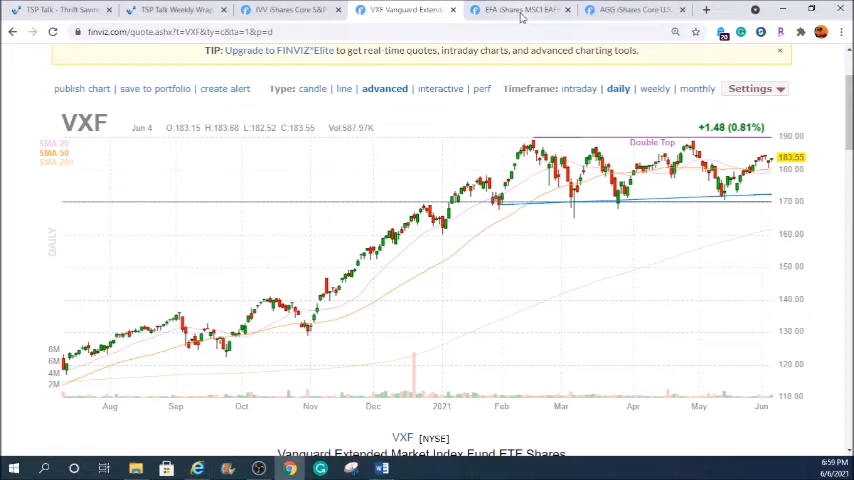 TSP Talk - Thrift Savin
TSP Talk Weekly Wrap
IVV iShares Core S&P
VXF Vanguard Extende
EFA iShares MSCI EAFE
AGG iShares Core U.S.
finviz.com/quote.ashx?t=VXF&ty=c&ta=1&p=d
20
TIP: Upgrade to FINVIZ*Elite to get real-time quotes, intraday charts, and advanced charting tools.
publish chart | save to portfolio | create alert
Type: candle | line | advanced | interactive | perf
Timeframe: intraday | daily | weekly | monthly
Settings
VXF
Jun 4 O:183.15 H:183.68 L:182.52 C:183.55 Vol:587.97K
+1.48 (0.81%)
SMA 20
SMA 50
SMA 200
Double Top
DAILY
190.00
183.55
180.00
170.00
160.00
150.00
140.00
130.00
120.00
110.00
8M
6M
4M
2M
Aug Sep Oct Nov Dec 2021 Feb Mar Apr May Jun
VXF [NYSE]
Vanguard Extended Market Index Fund ETF Shares
6:59 PM
6/6/2021